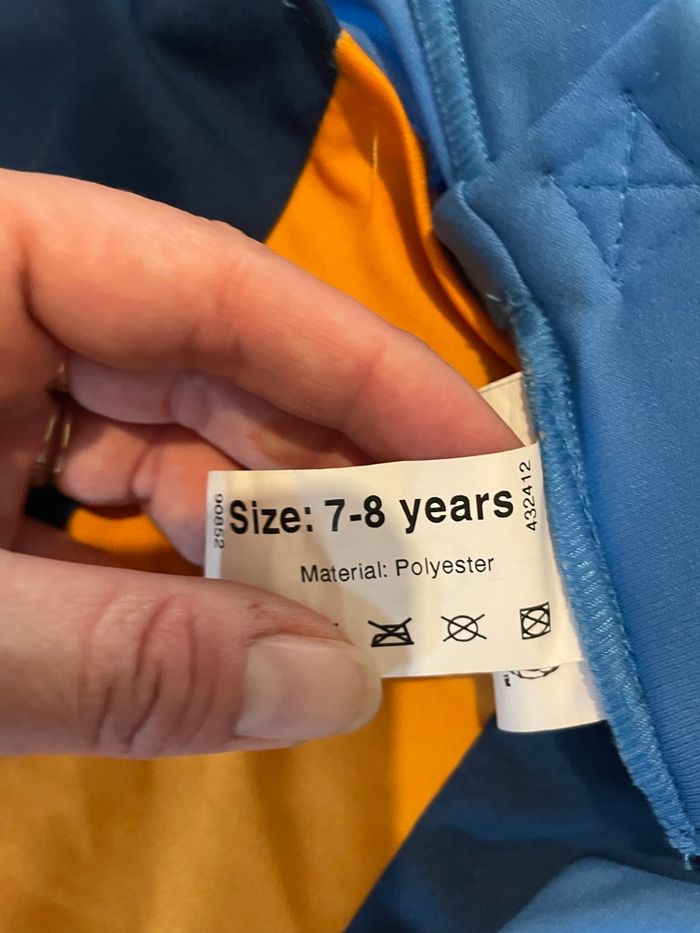 Size: 7-8 years
Material: Polyester
90852
432412